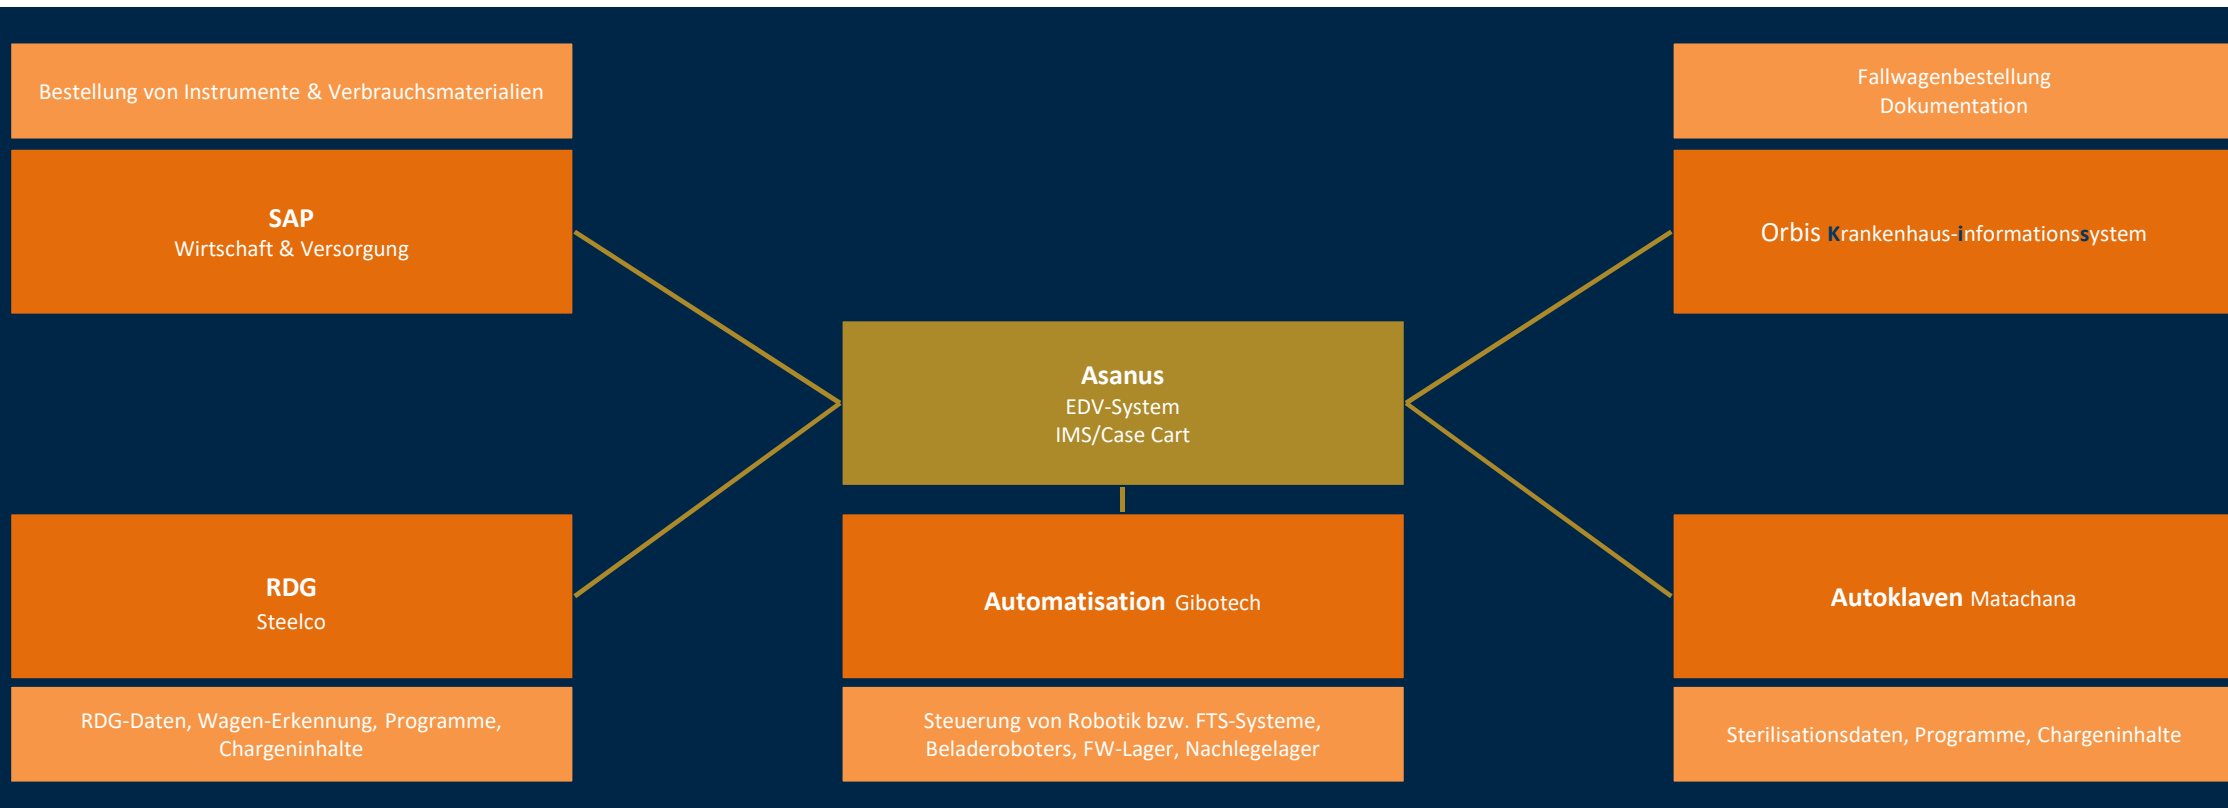 Bestellung von Instrumente & Verbrauchsmaterialien
SAP
Wirtschaft & Versorgung
Fallwagenbestellung
Dokumentation
Orbis Krankenhaus-informationssystem
Asanus
EDV-System
IMS/Case Cart
RDG
Steelco
RDG-Daten, Wagen-Erkennung, Programme,
Chargeninhalte
Automatisation Gibotech
Steuerung von Robotik bzw. FTS-Systeme,
Beladeroboters, FW-Lager, Nachlegelager
Autoklaven Matachana
Sterilisationsdaten, Programme, Chargeninhalte